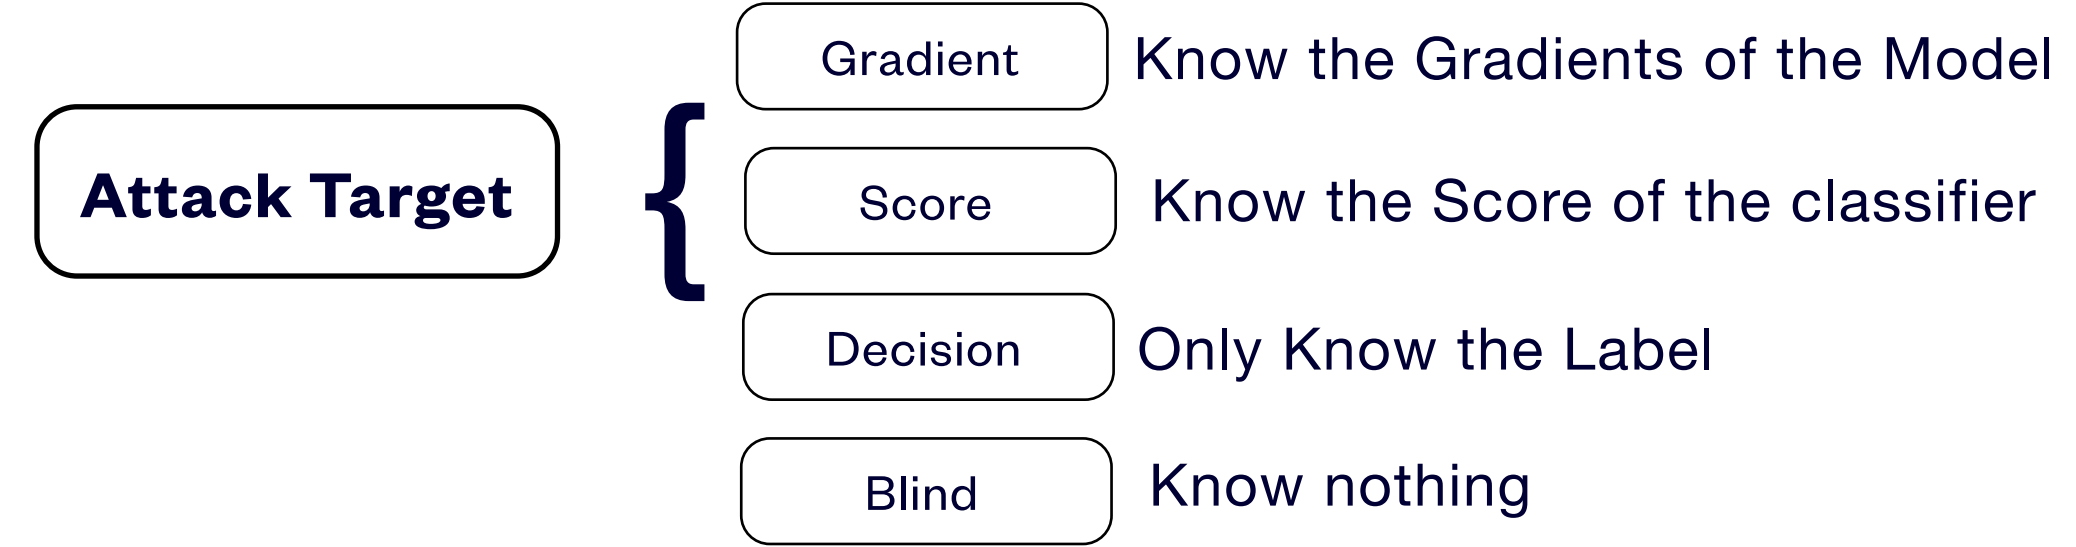 Attack Target
{
Gradient Know the Gradients of the Model
Score Know the Score of the classifier
Decision Only Know the Label
Blind Know nothing